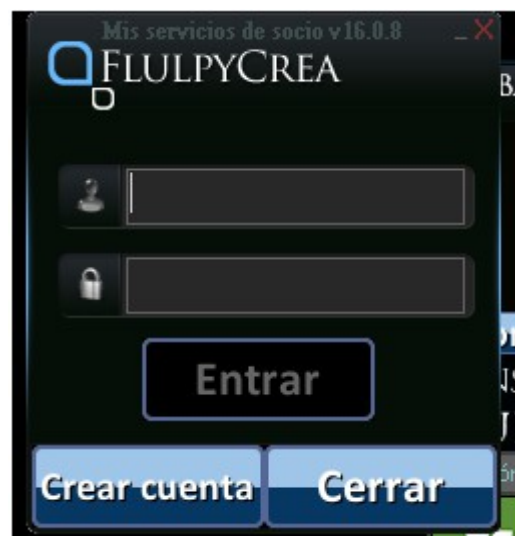 Mis servicios de socio v16.0.8
FLULPYCREA
Entrar
Crear cuenta
Cerrar